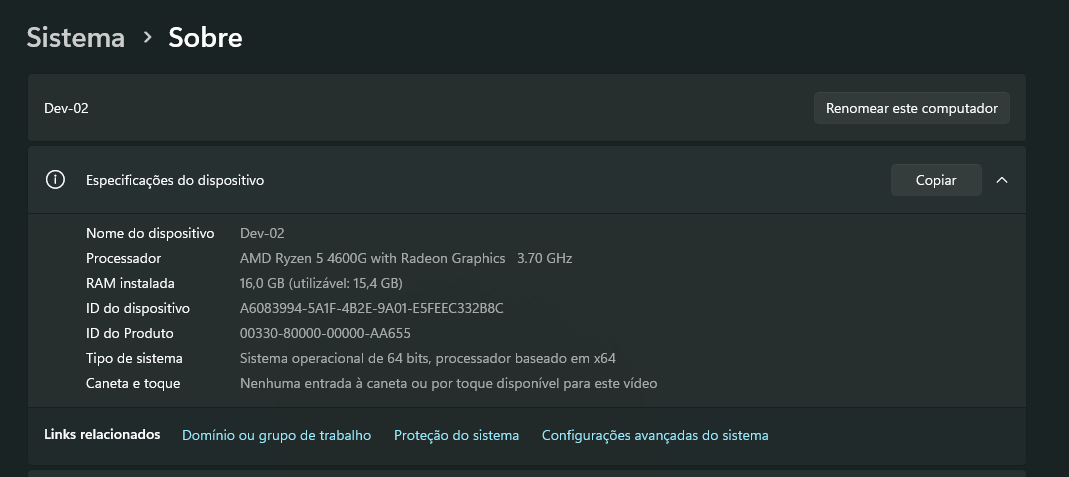 Sistema > Sobre
Dev-02
Renomear este computador
Especificações do dispositivo
Copiar
Nome do dispositivo Dev-02
Processador AMD Ryzen 5 4600G with Radeon Graphics 3.70 GHz
RAM instalada 16,0 GB (utilizável: 15,4 GB)
ID do dispositivo A6083994-5A1F-4B2E-9A01-E5FEEC332B8C
ID do Produto 00330-80000-00000-AA655
Tipo de sistema Sistema operacional de 64 bits, processador baseado em x64
Caneta e toque Nenhuma entrada à caneta ou por toque disponível para este vídeo
Links relacionados Domínio ou grupo de trabalho Proteção do sistema Configurações avançadas do sistema